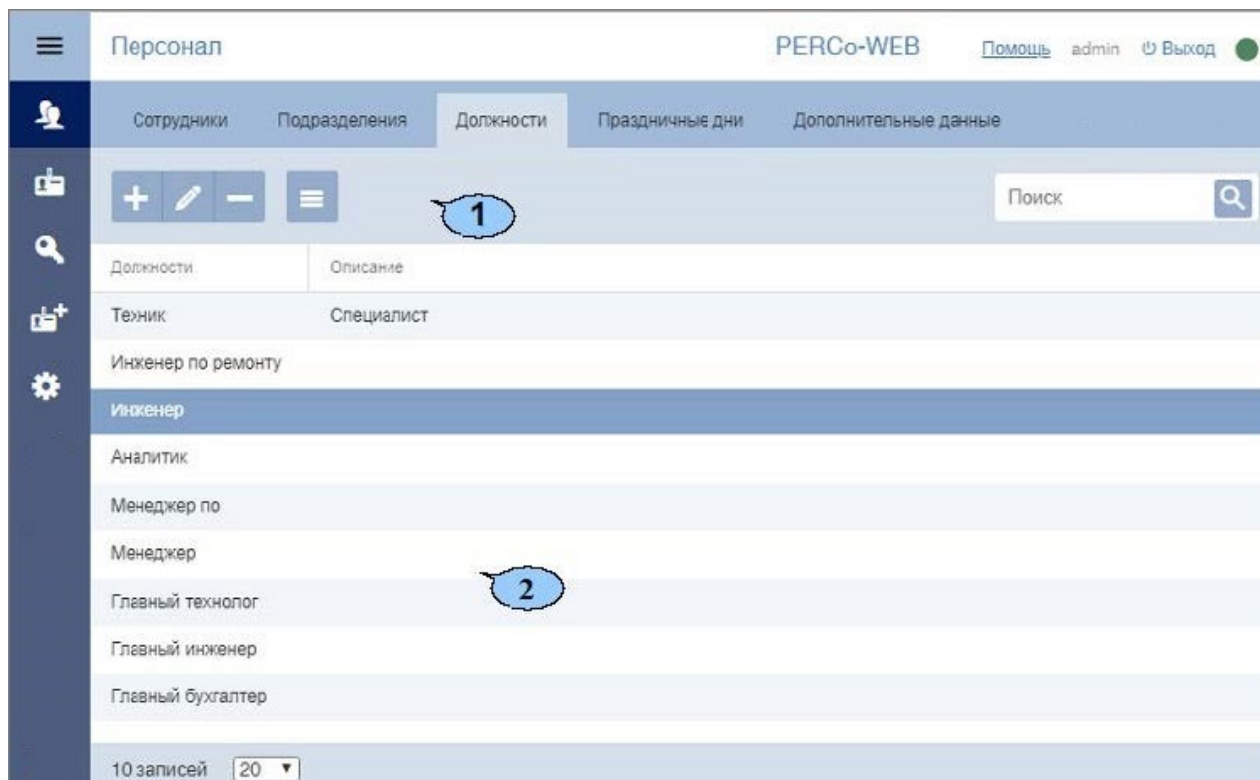 Персонал PERCo-WEB Помощь admin Выход
Сотрудники Подразделения Должности Праздничные дни Дополнительные данные
1 Поиск
Должности Описание
Техник Специалист
Инженер по ремонту
Инженер
Аналитик
Менеджер по
Менеджер
2
Главный технолог
Главный инженер
Главный бухгалтер
10 записей 20